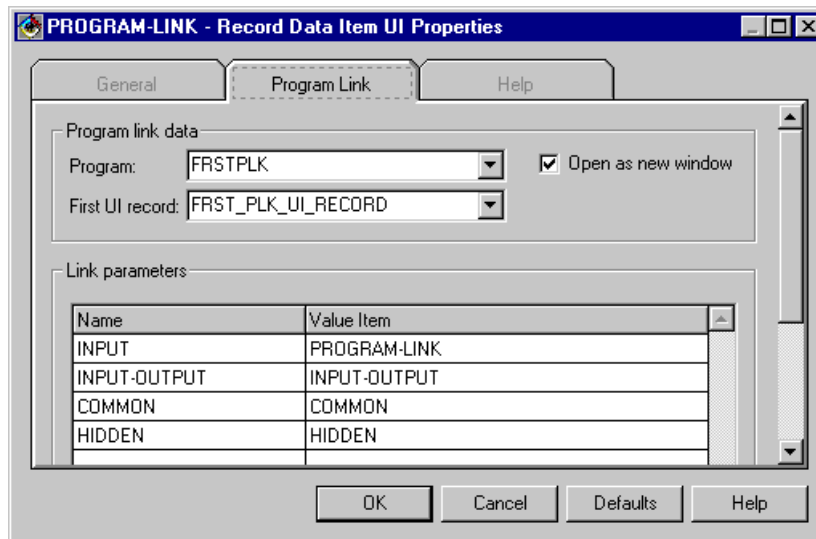 PROGRAM-LINK - Record Data Item UI Properties
General Program Link Help
Program link data
Program: FRSTPLK Open as new window
First UI record: FRST_PLK_UI_RECORD
Link parameters
Name Value Item
INPUT PROGRAM-LINK
INPUT-OUTPUT INPUT-OUTPUT
COMMON COMMON
HIDDEN HIDDEN
OK Cancel Defaults Help